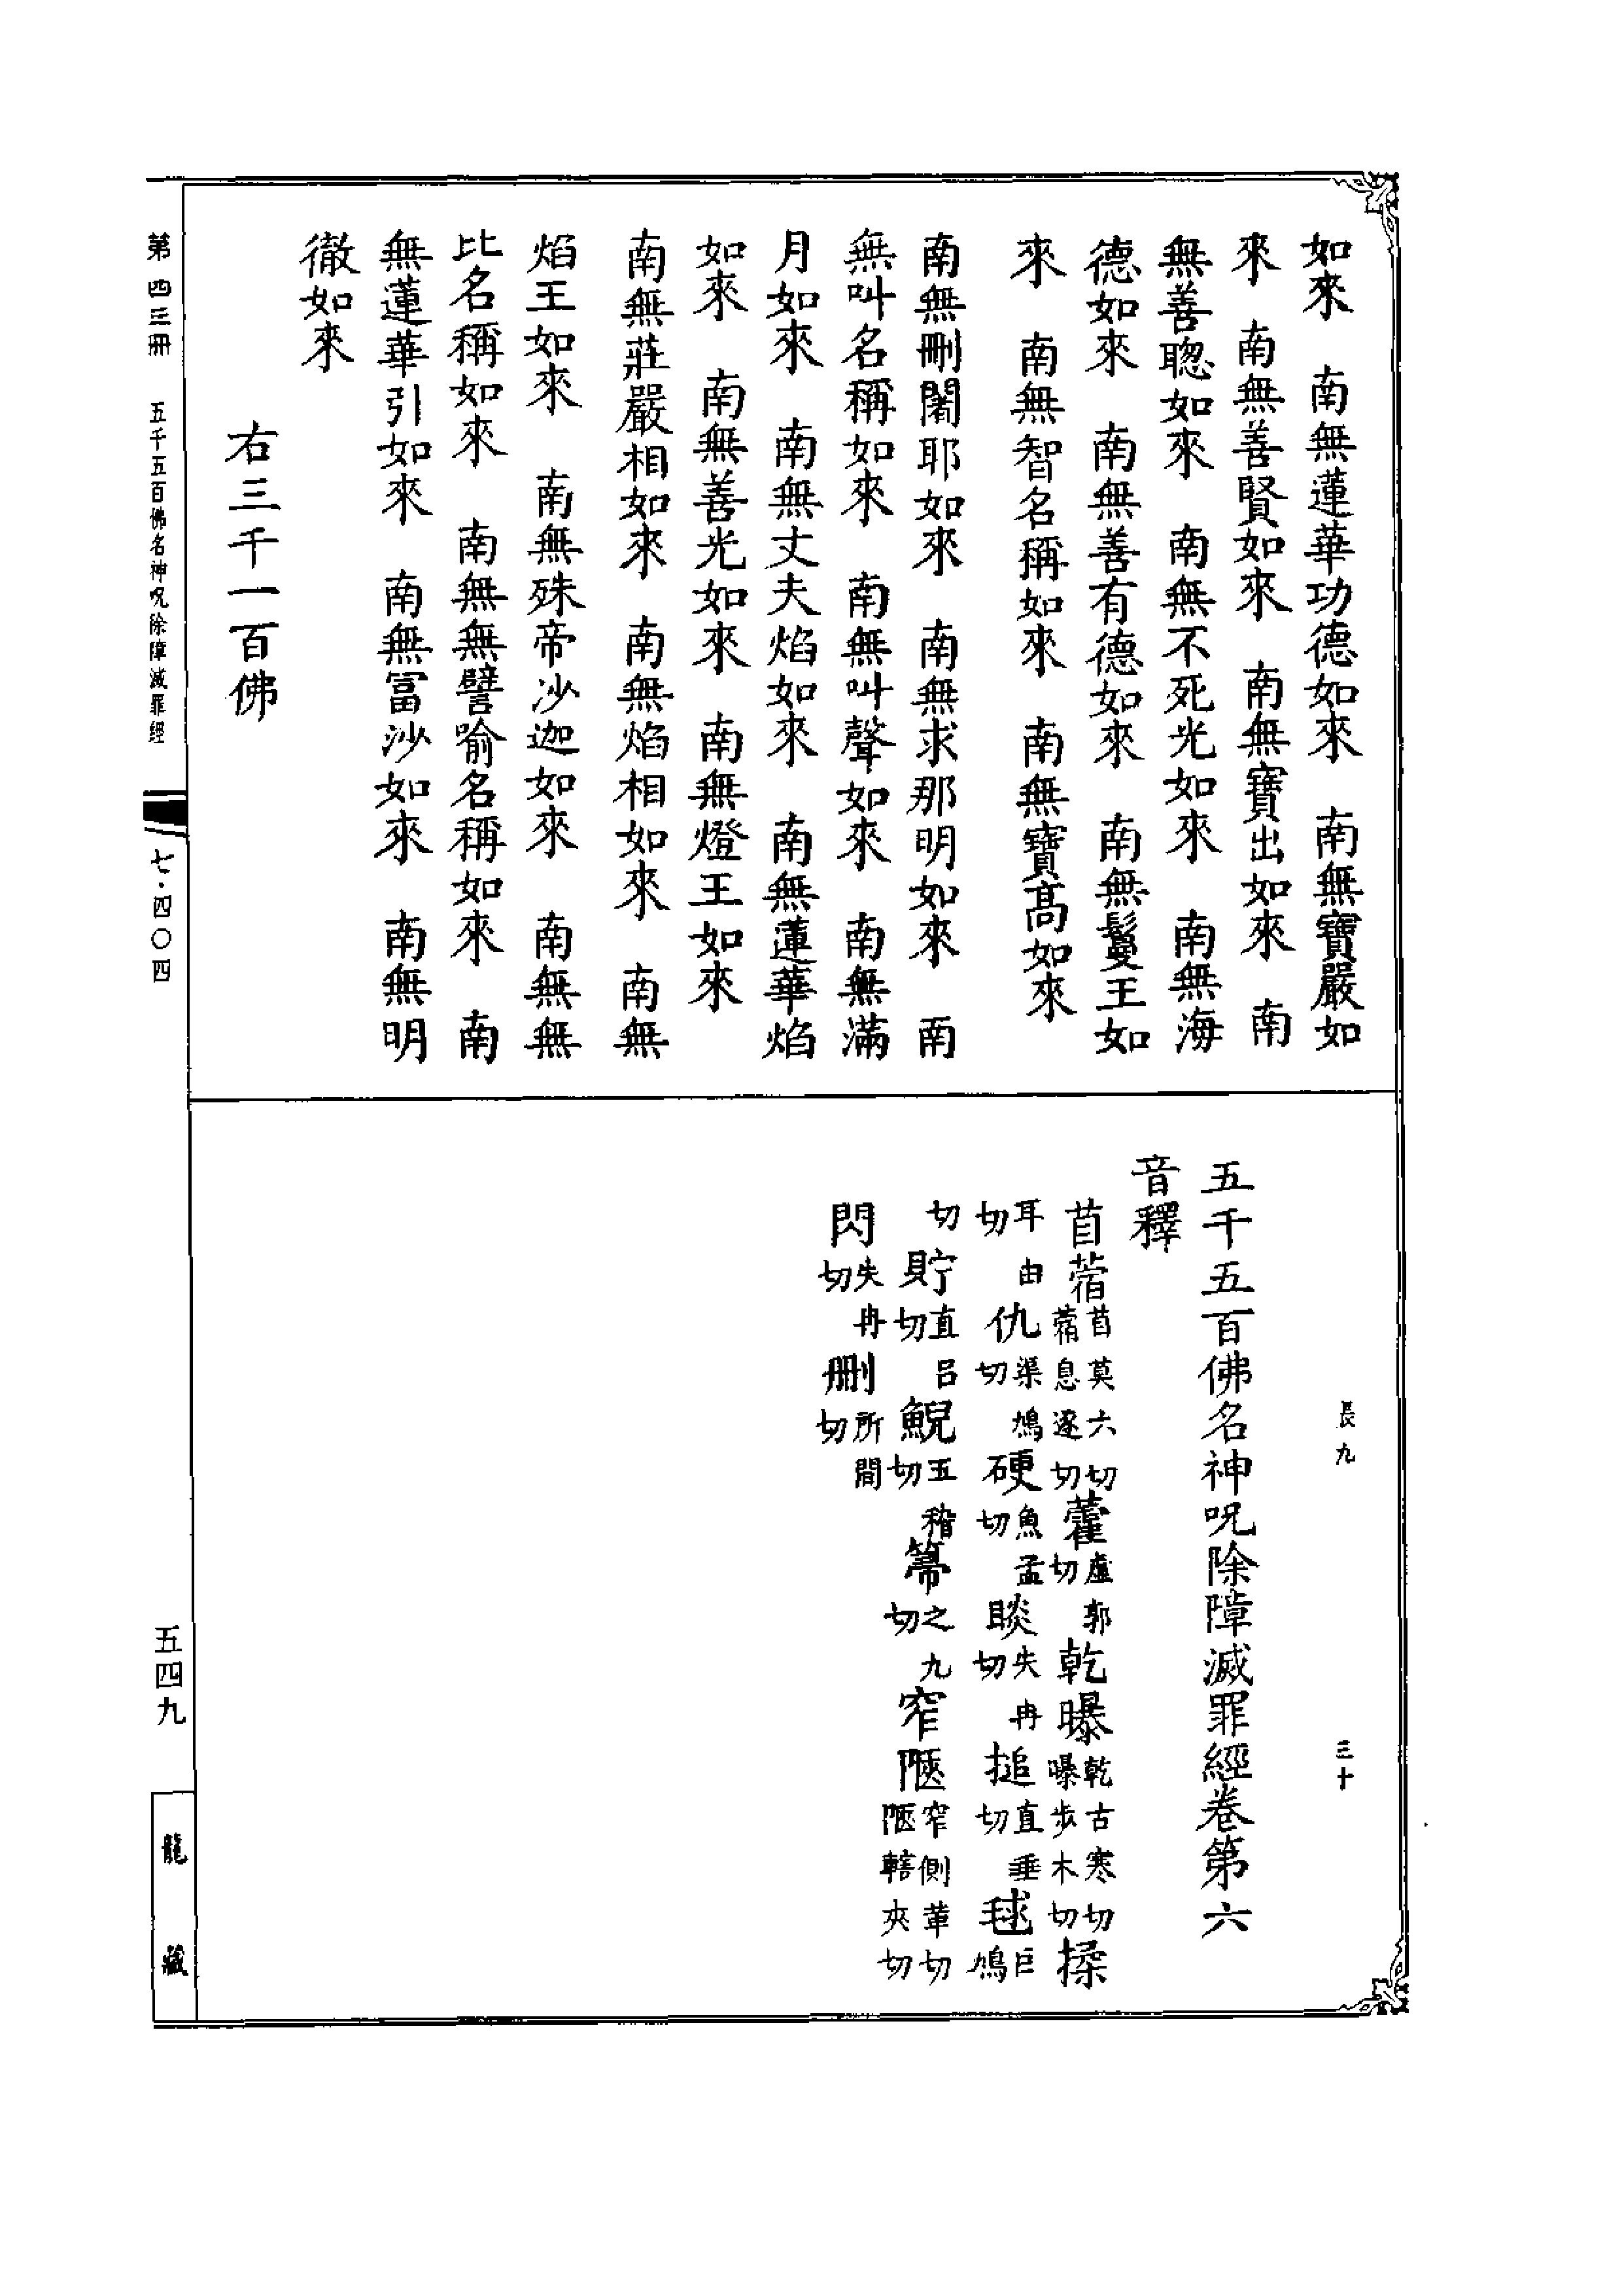 如來　南無蓮華功德如來　南無寶嚴如
來　南無善賢如來　南無寶出如來　南
無善聰如來　南無不死光如來　南無海
德如來　南無善有德如來　南無鬘王如
來　南無智名稱如來　南無寶高如來
南無刪闍耶如來　南無求那明如來　南
無叫名稱如來　南無叫聲如來　南無滿
月如來　南無丈夫焰如來　南無蓮華焰
如來　南無善光如來　南無燈王如來
南無莊嚴相如來　南無焰相如來　南無
焰王如來　南無殊帝沙迦如來　南無無
比名稱如來　南無無譬喻名稱如來　南
無蓮華引如來　南無富沙如來　南無明
徹如來
右三千一百佛
五千五百佛名神呪除障滅罪經卷第六
音釋
苜蓿苜莫六切蓿息逐切藿虛郭切乾曝乾古寒切曝步木切揉
耳由切仇渠鳩切硬魚孟切睒失冉切搥直垂切毬巨鳩
切貯直呂切鯢五稽切箒之九切窄陿窄側革切陿轄夾切
閃失冉切刪所間切
長九　三十
第四三冊　五千五百佛名神呪除障滅罪經
七·四〇四
五四九
龍藏